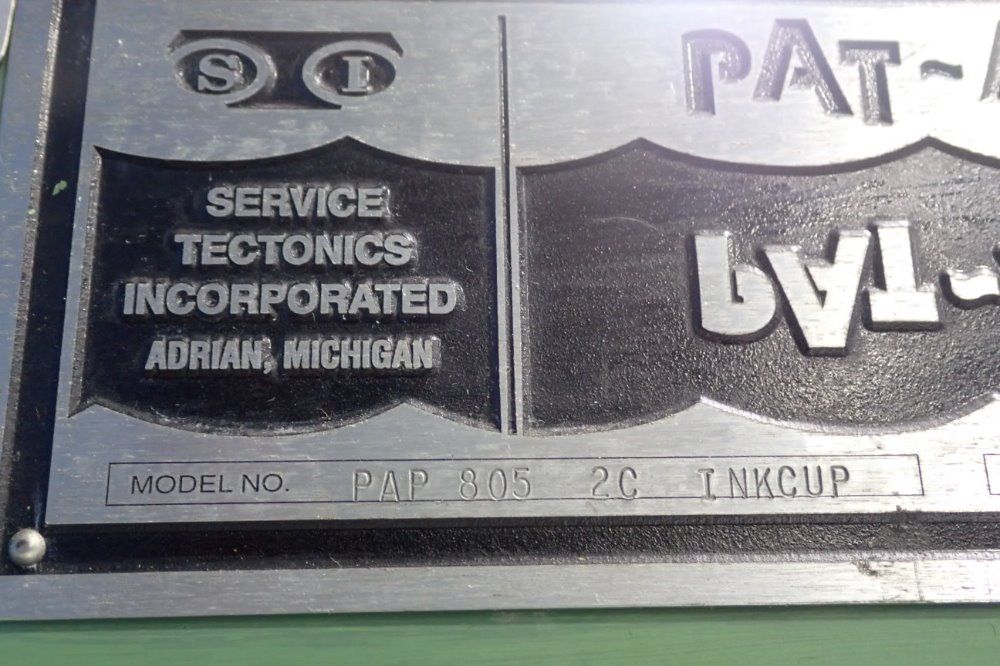 S I
SERVICE
TECTONICS
INCORPORATED
ADRIAN, MICHIGAN
PAT~
PAT~
MODEL NO. PAP 805 2C INKCUP